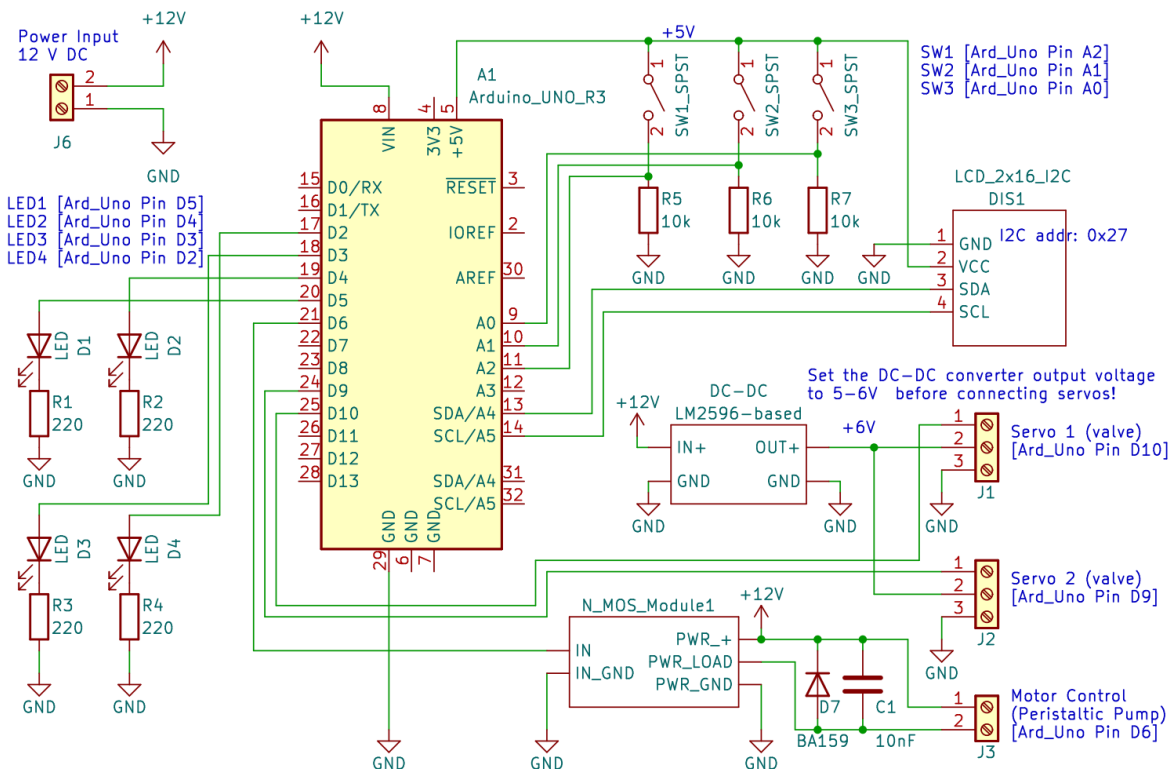 Power Input
12 V DC
2
1
J6
+12V
GND
+12V
+5V
A1
Arduino_UNO_R3
8
4
5
VIN
3V3
+5V
15 D0/RX
16 D1/TX
17 D2
18 D3
19 D4
20 D5
21 D6
22 D7
23 D8
24 D9
25 D10
26 D11
27 D12
28 D13
RESET 3
IOREF 2
AREF 30
A0 9
A1 10
A2 11
A3 12
SDA/A4 13
SCL/A5 14
SDA/A4 31
SCL/A5 32
GND
GND
GND
29
6
7
GND
LED1 [Ard_Uno Pin D5]
LED2 [Ard_Uno Pin D4]
LED3 [Ard_Uno Pin D3]
LED4 [Ard_Uno Pin D2]
LED D1
R1
220
GND
LED D2
R2
220
GND
LED D3
R3
220
GND
LED D4
R4
220
GND
1
2
SW1_SPST
1
2
SW2_SPST
1
2
SW3_SPST
SW1 [Ard_Uno Pin A2]
SW2 [Ard_Uno Pin A1]
SW3 [Ard_Uno Pin A0]
R5
10k
GND
R6
10k
GND
R7
10k
GND
LCD_2x16_I2C
DIS1
I2C addr: 0x27
1 GND
2 VCC
3 SDA
4 SCL
GND
Set the DC-DC converter output voltage
to 5-6V before connecting servos!
DC-DC
LM2596-based
+12V
IN+
GND
OUT+
GND
GND
GND
+6V
1
2
3
J1
GND
Servo 1 (valve)
[Ard_Uno Pin D10]
1
2
3
J2
GND
Servo 2 (valve)
[Ard_Uno Pin D9]
N_MOS_Module1
+12V
IN
IN_GND
PWR_+
PWR_LOAD
PWR_GND
GND
GND
D7
BA159
C1
10nF
1
2
J3
Motor Control
(Peristaltic Pump)
[Ard_Uno Pin D6]